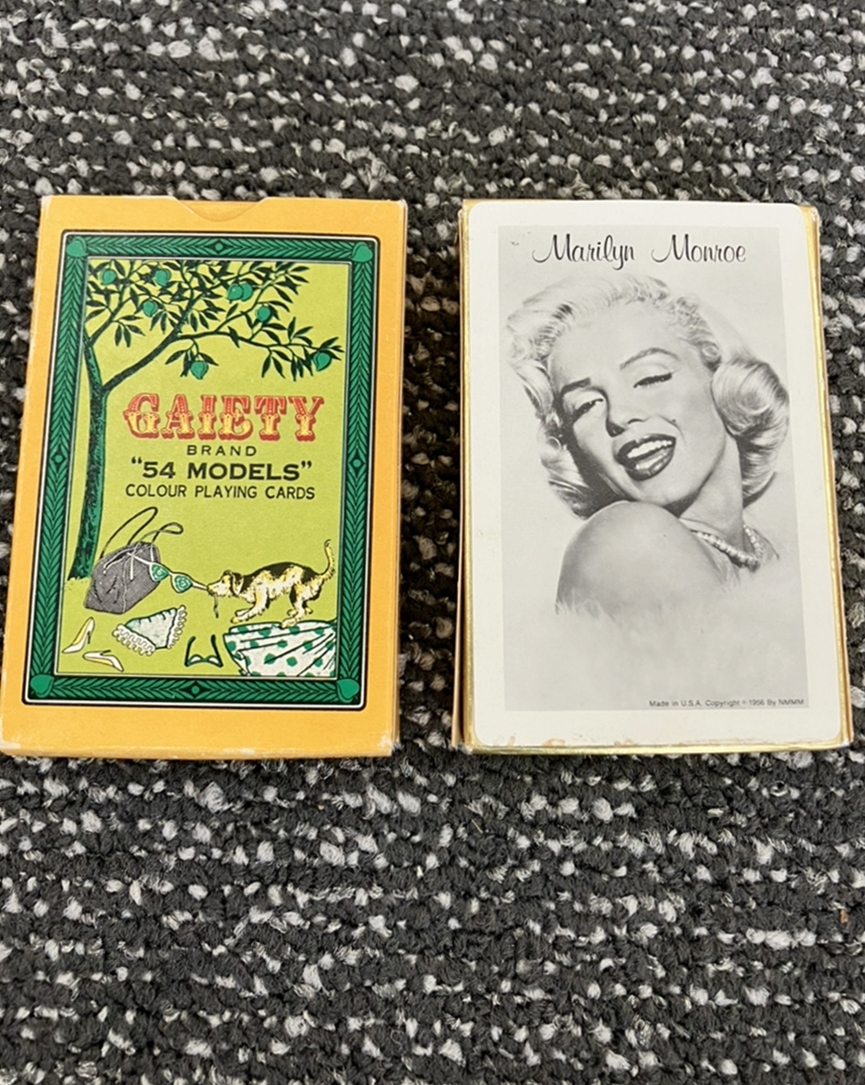 GAIETY
BRAND
"54 MODELS"
COLOUR PLAYING CARDS
Marilyn Monroe
Made in U.S.A. Copyright © 1956 By NMMM